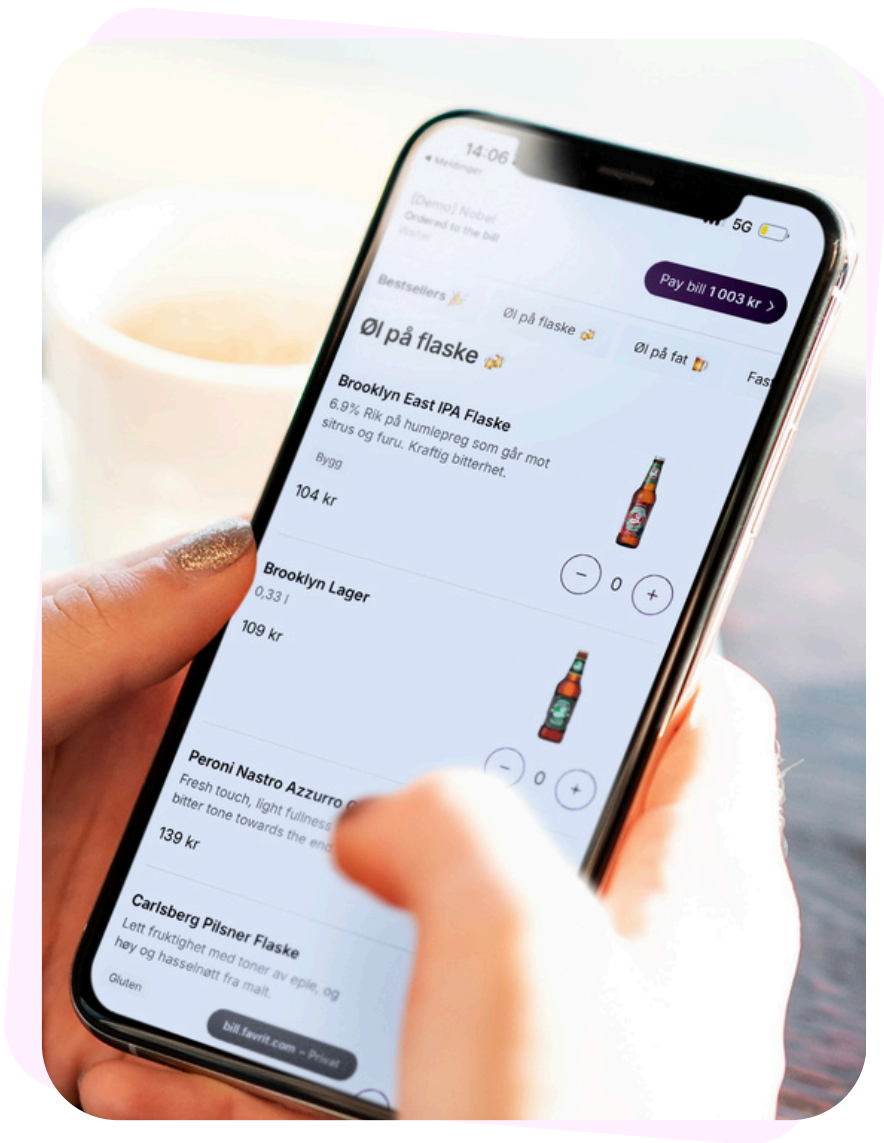 14:06
5G
◀ Meldinger
[Demo] Nobel
Ordered to the bill
Waiter
Pay bill 1 003 kr >
Bestsellers 🎉
Øl på flaske 🍻
Øl på fat 🍺
Fas
Øl på flaske 🍻
Brooklyn East IPA Flaske
6.9% Rik på humlepreg som går mot
sitrus og furu. Kraftig bitterhet.
Bygg
104 kr
− 0 +
Brooklyn Lager
0,33 l
109 kr
− 0 +
Peroni Nastro Azzurro
Fresh touch, light fullness
bitter tone towards the end
139 kr
Carlsberg Pilsner Flaske
Lett fruktighet med toner av eple, og
høy og hasselnøtt fra malt.
Gluten
bill.favrit.com – Privat